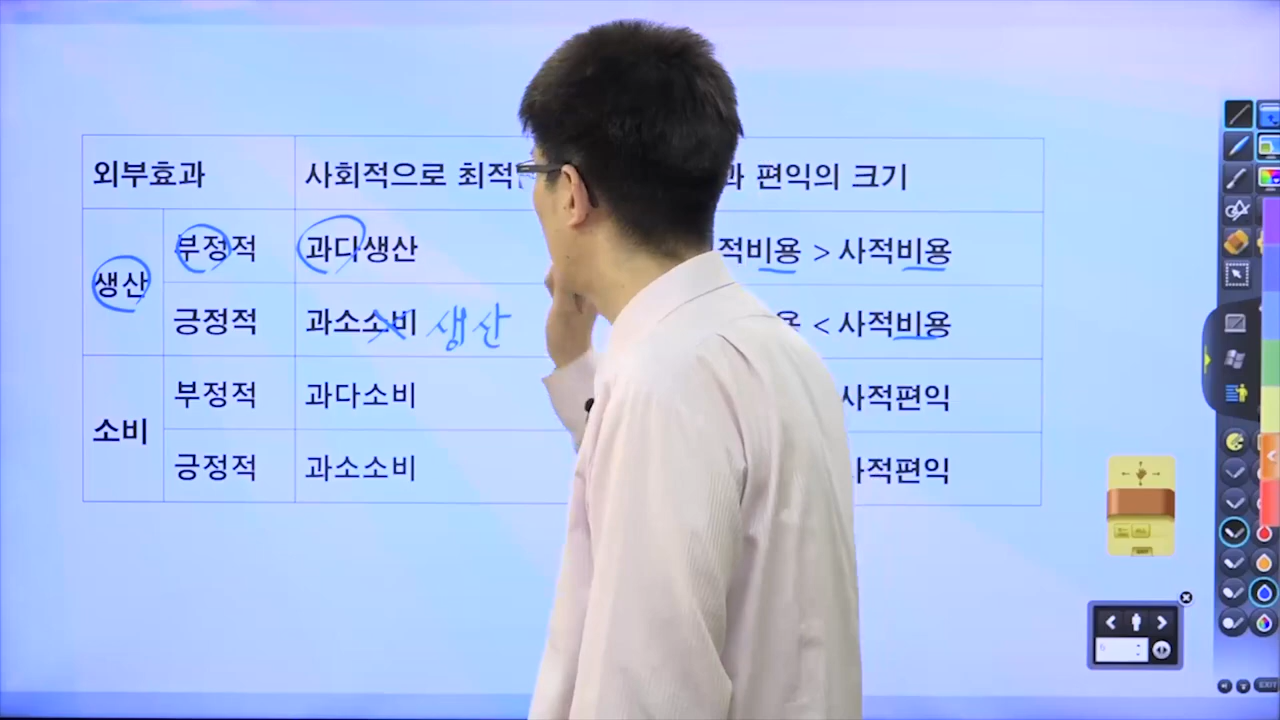 외부효과 사회적으로 최적 편익의 크기
생산 부정적 과다생산 비용 > 사적비용
긍정적 과소소비 생산 < 사적비용
소비 부정적 과다소비 사적편익
긍정적 과소소비 사적편익
EXIT